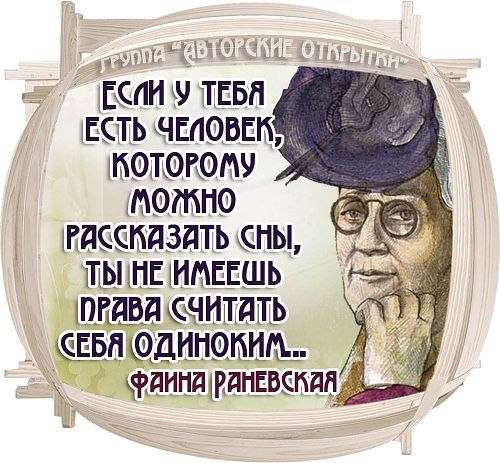 ГРУППА "АВТОРСКИЕ ОТКРЫТКИ"
ЕСЛИ У ТЕБЯ
ЕСТЬ ЧЕЛОВЕК,
КОТОРОМУ
МОЖНО
РАССКАЗАТЬ СНЫ,
ТЫ НЕ ИМЕЕШЬ
ПРАВА СЧИТАТЬ
СЕБЯ ОДИНОКИМ...
ФАИНА РАНЕВСКАЯ